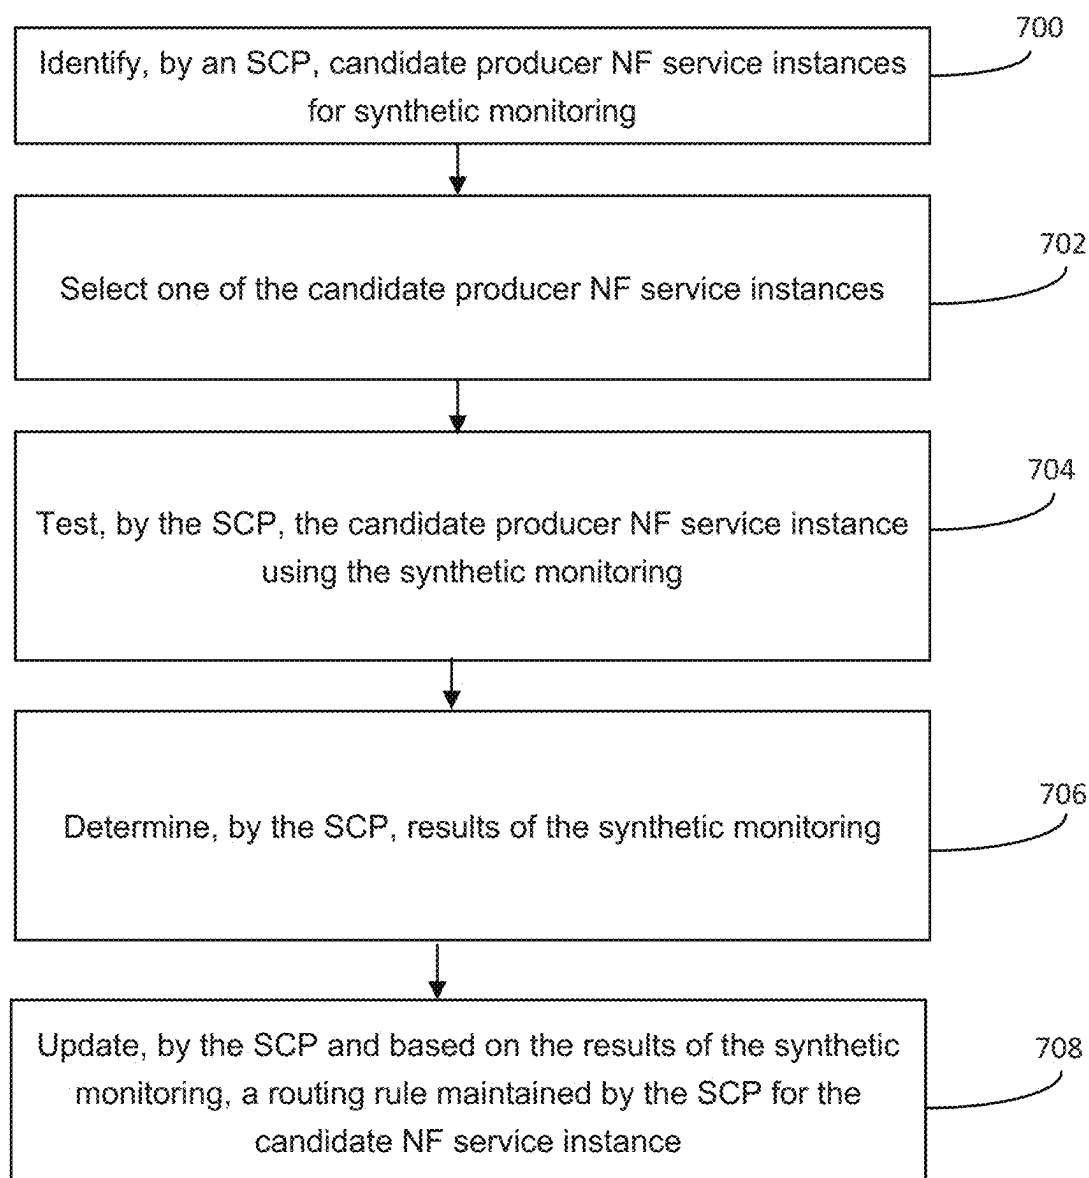 700
Identify, by an SCP, candidate producer NF service instances
for synthetic monitoring
702
Select one of the candidate producer NF service instances
704
Test, by the SCP, the candidate producer NF service instance
using the synthetic monitoring
706
Determine, by the SCP, results of the synthetic monitoring
708
Update, by the SCP and based on the results of the synthetic
monitoring, a routing rule maintained by the SCP for the
candidate NF service instance